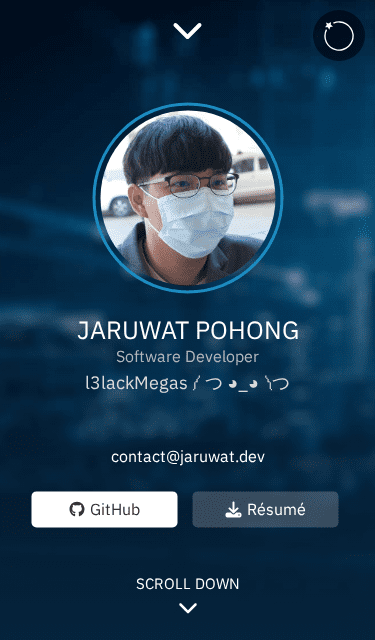 JARUWAT POHONG
Software Developer
l3lackMegas ༼ つ ◕_◕ ༽つ
contact@jaruwat.dev
GitHub
Résumé
SCROLL DOWN